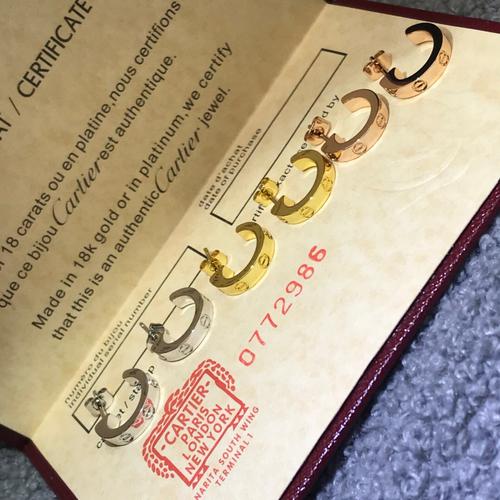 AT / CERTIFICATE
18 carats ou en platine, nous certifions
que ce bijou Cartier est authentique.
Made in 18k gold or in platinum, we certify
that this is an authentic Cartier jewel.
numéro du bijou
individual serial number
date d'achat
date of purchase
0772986
CARTIER
PARIS
LONDON
NEW YORK
NARITA SOUTH WING
TERMINAL 1